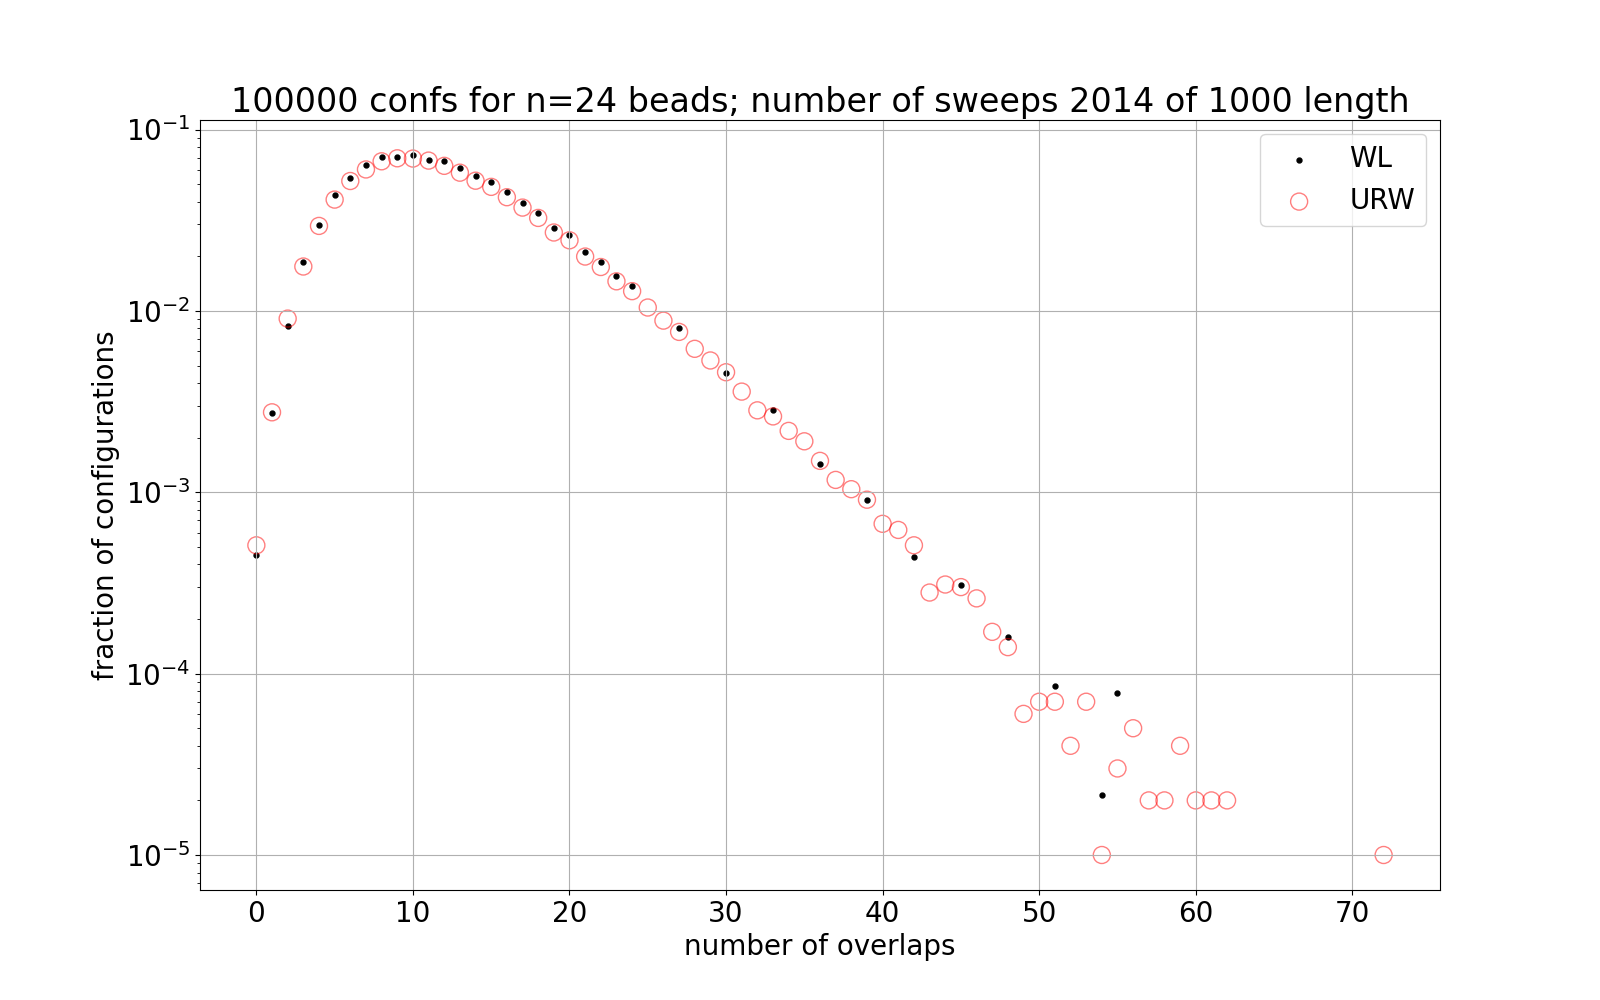 100000 confs for n=24 beads; number of sweeps 2014 of 1000 length
WL
URW
fraction of configurations
10⁻¹
10⁻²
10⁻³
10⁻⁴
10⁻⁵
0 10 20 30 40 50 60 70
number of overlaps